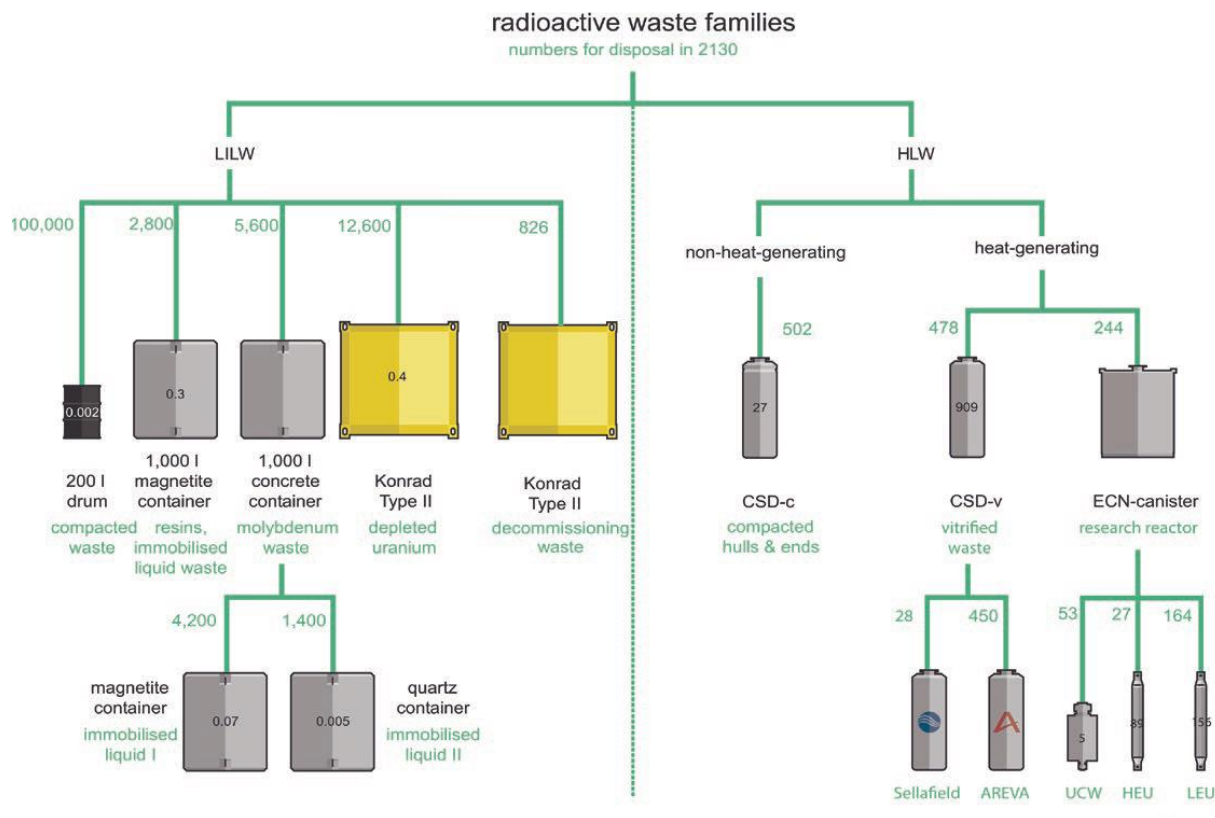 radioactive waste families
numbers for disposal in 2130
LILW
HLW
100,000
2,800
5,600
12,600
826
non-heat-generating
heat-generating
502
478
244
0.002
0.3
0.4
27
909
200 l
drum
compacted
waste
1,000 l
magnetite
container
resins,
immobilised
liquid waste
1,000 l
concrete
container
molybdenum
waste
Konrad
Type II
depleted
uranium
Konrad
Type II
decommissioning
waste
CSD-c
compacted
hulls & ends
CSD-v
vitrified
waste
ECN-canister
research reactor
4,200
1,400
28
450
53
27
164
magnetite
container
immobilised
liquid I
0.07
0.005
quartz
container
immobilised
liquid II
5
89
155
Sellafield
AREVA
UCW
HEU
LEU